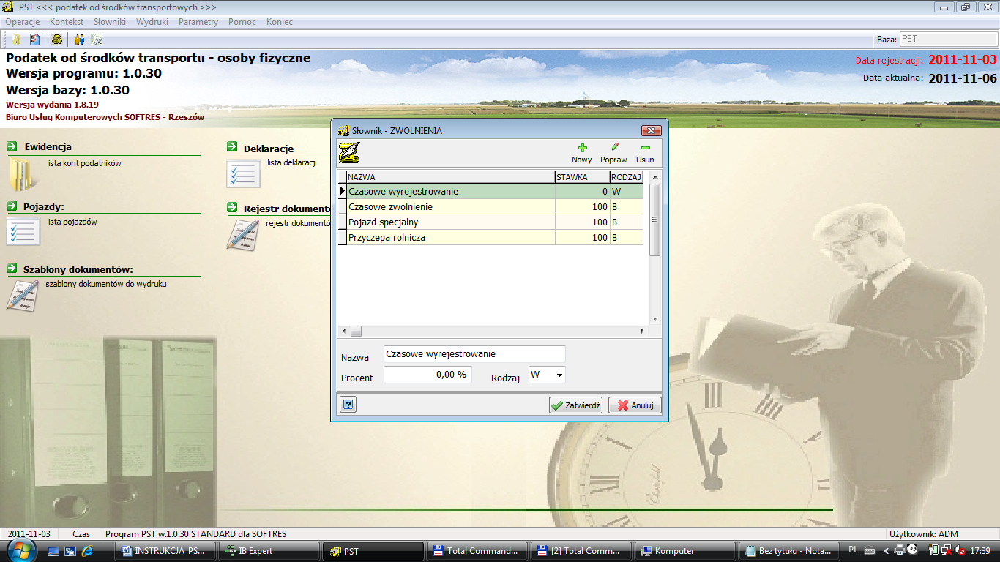 PST <<< podatek od środków transportowych >>>
Operacje Kontekst Słowniki Wydruki Parametry Pomoc Koniec
Baza: PST
Podatek od środków transportu - osoby fizyczne
Wersja programu: 1.0.30
Wersja bazy: 1.0.30
Wersja wydania 1.8.19
Biuro Usług Komputerowych SOFTRES - Rzeszów
Data rejestracji: 2011-11-03
Data aktualna: 2011-11-06
Ewidencja
lista kont podatników
Pojazdy:
lista pojazdów
Szablony dokumentów:
szablony dokumentów do wydruku
Deklaracje
lista deklaracji
Rejestr dokumentó
rejestr dokumentó
Słownik - ZWOLNIENIA
Nowy Popraw Usun
NAZWA STAWKA RODZAJ
Czasowe wyrejestrowanie 0 W
Czasowe zwolnienie 100 B
Pojazd specjalny 100 B
Przyczepa rolnicza 100 B
Nazwa Czasowe wyrejestrowanie
Procent 0,00 % Rodzaj W
? Zatwierdź Anuluj
2011-11-03 Czas Program PST w.1.0.30 STANDARD dla SOFTRES Użytkownik: ADM
INSTRUKCJA_PS... IB Expert PST Total Command... [2] Total Comm... Komputer Bez tytułu - Nota... PL 17:39